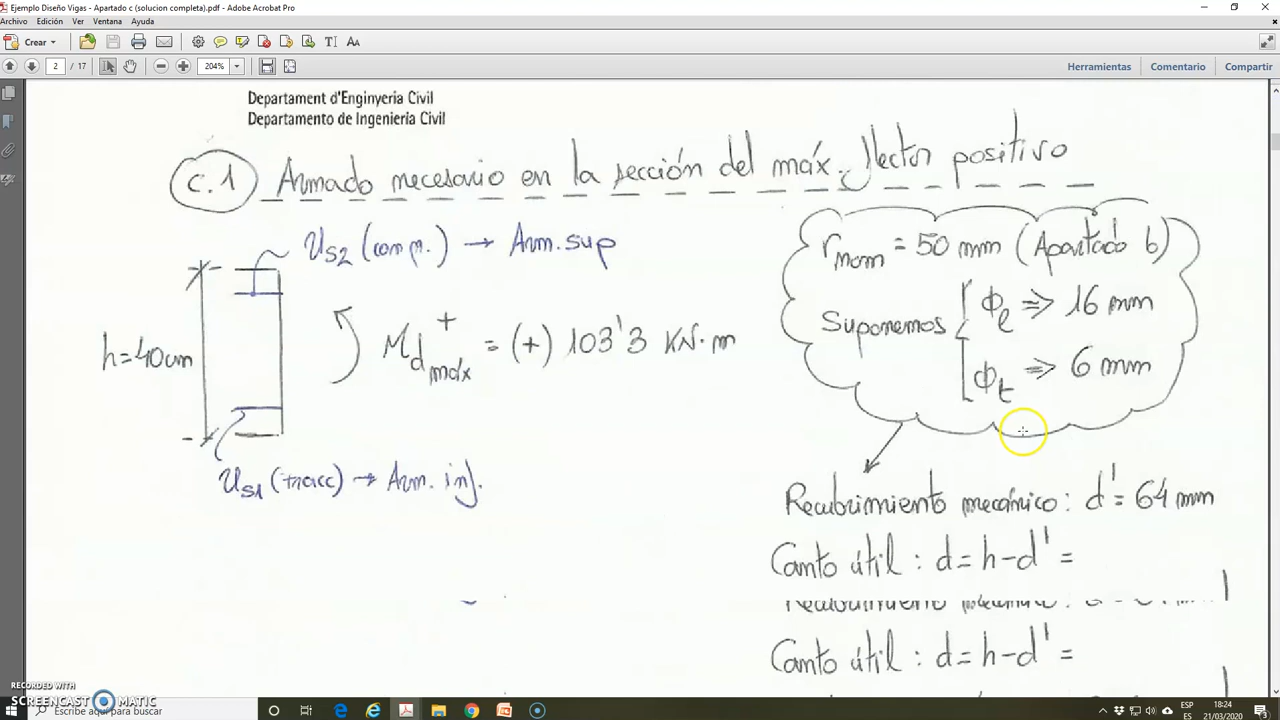 Ejemplo Diseño Vigas - Apartado c (solucion completa).pdf - Adobe Acrobat Pro
Archivo Edición Ver Ventana Ayuda
Crear
2 / 17 204% Herramientas Comentario Compartir
Departament d'Enginyeria Civil
Departamento de Ingeniería Civil
C.1 Armado necesario en la sección del máx. flector positivo
Us2 (comp.) → Arm. sup
rnom = 50 mm (Apartado b)
Suponemos { ϕl ⇒ 16 mm
ϕt ⇒ 6 mm
h=40cm
Md máx + = (+) 103'3 KN·m
Us1 (tracc) → Arm. inf.
Recubrimiento mecánico: d' = 64 mm
Canto útil : d = h-d' =
Canto útil : d = h-d' =
RECORDED WITH
SCREENCAST MATIC
Escribe aquí para buscar
ESP
ES
18:24
21/03/2020
3